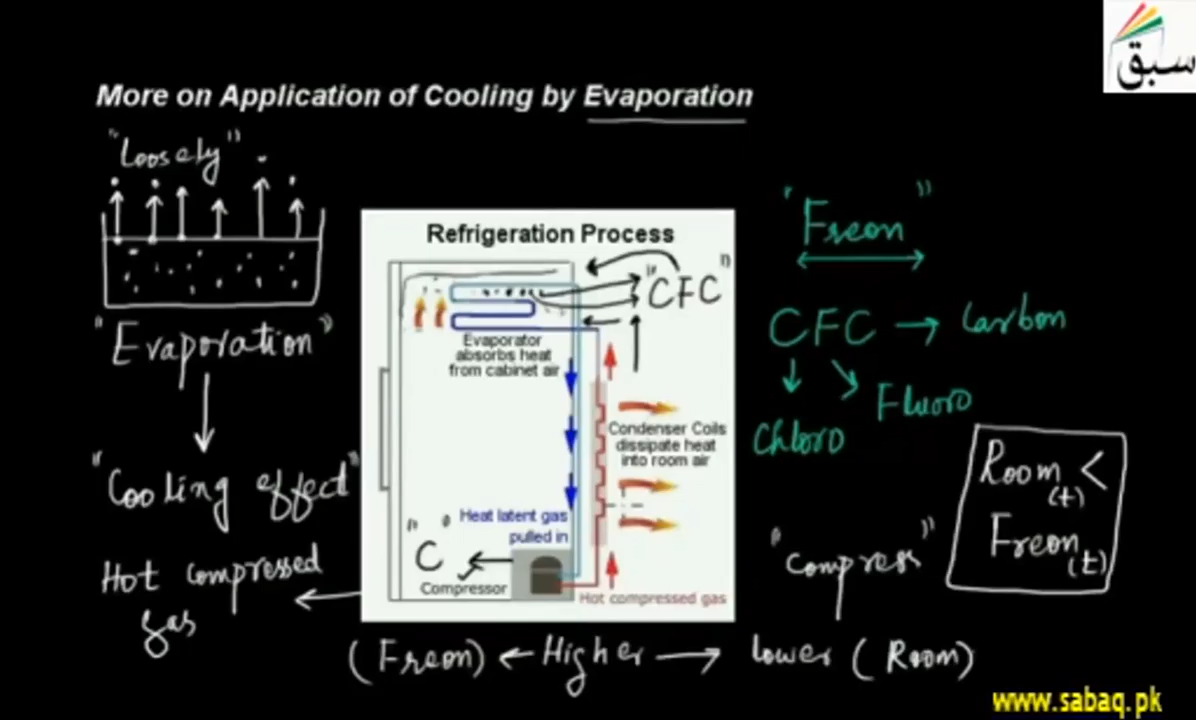 سبق
More on Application of Cooling by Evaporation
"Loosely"
"Evaporation"
"Cooling effect"
Hot compressed
gas
Refrigeration Process
"CFC"
Evaporator
absorbs heat
from cabinet air
Condenser Coils
dissipate heat
into room air
Heat latent gas
pulled in
"C"
Compressor
Hot compressed gas
"Freon"
CFC → Carbon
Fluoro
Chloro
"Compress"
Room(t) <
Freon(t)
(Freon) ← Higher → lower (Room)
www.sabaq.pk